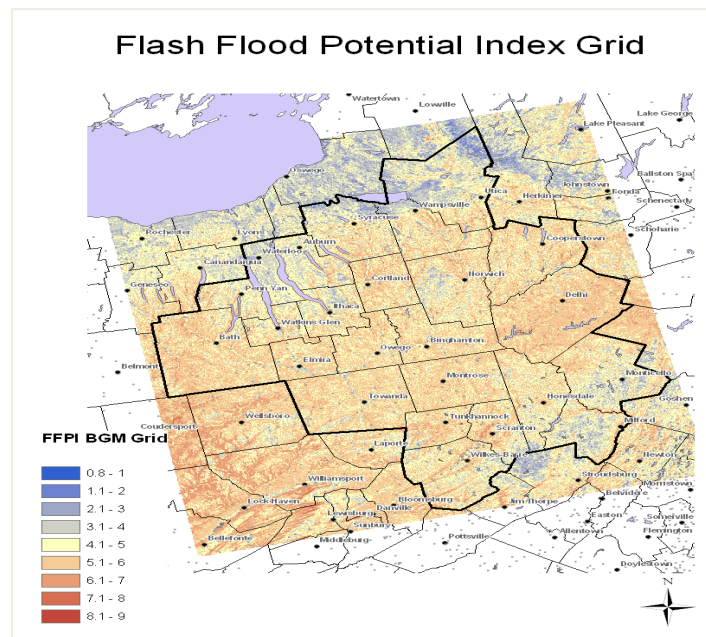 Flash Flood Potential Index Grid
Watertown
Lowville
Lake Pleasant
Lake George
Oswego
Utica
Herkimer
Johnstown
Fonda
Ballston Spa
Schenectady
Rochester
Lyons
Syracuse
Wampsville
Schoharie
Auburn
Waterloo
Canandaigua
Cooperstown
Geneseo
Penn Yan
Cortland
Norwich
Delhi
Ithaca
Watkins Glen
Bath
Belmont
Elmira
Owego
Binghamton
Monticello
Montrose
Goshen
Towanda
Honesdale
Coudersport
Wellsboro
Tunkhannock
Scranton
Milford
FFPI BGM Grid
Laporte
Wilkes-Barre
Newton
0.8 - 1
1.1 - 2
2.1 - 3
3.1 - 4
4.1 - 5
5.1 - 6
6.1 - 7
7.1 - 8
8.1 - 9
Williamsport
Stroudsburg
Morristown
Lock Haven
Bloomsburg
Jim Thorpe
Belvidere
Danville
Lewisburg
Sunbury
Easton
Somerville
Bellefonte
Middleburg
Pottsville
Allentown
Flemington
Doylestown
N